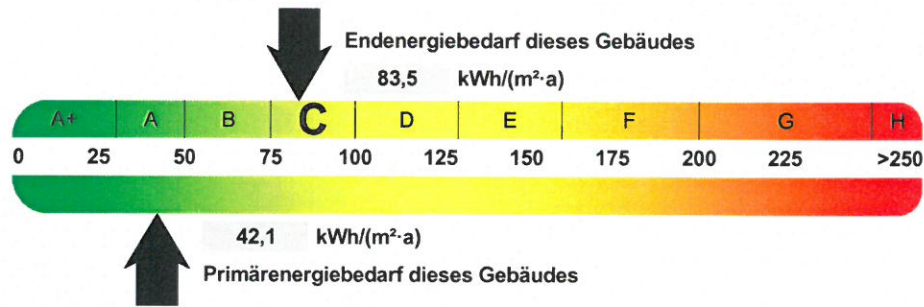 Endenergiebedarf dieses Gebäudes
83,5 kWh/(m²·a)
A+ A B C D E F G H
0 25 50 75 100 125 150 175 200 225 >250
42,1 kWh/(m²·a)
Primärenergiebedarf dieses Gebäudes